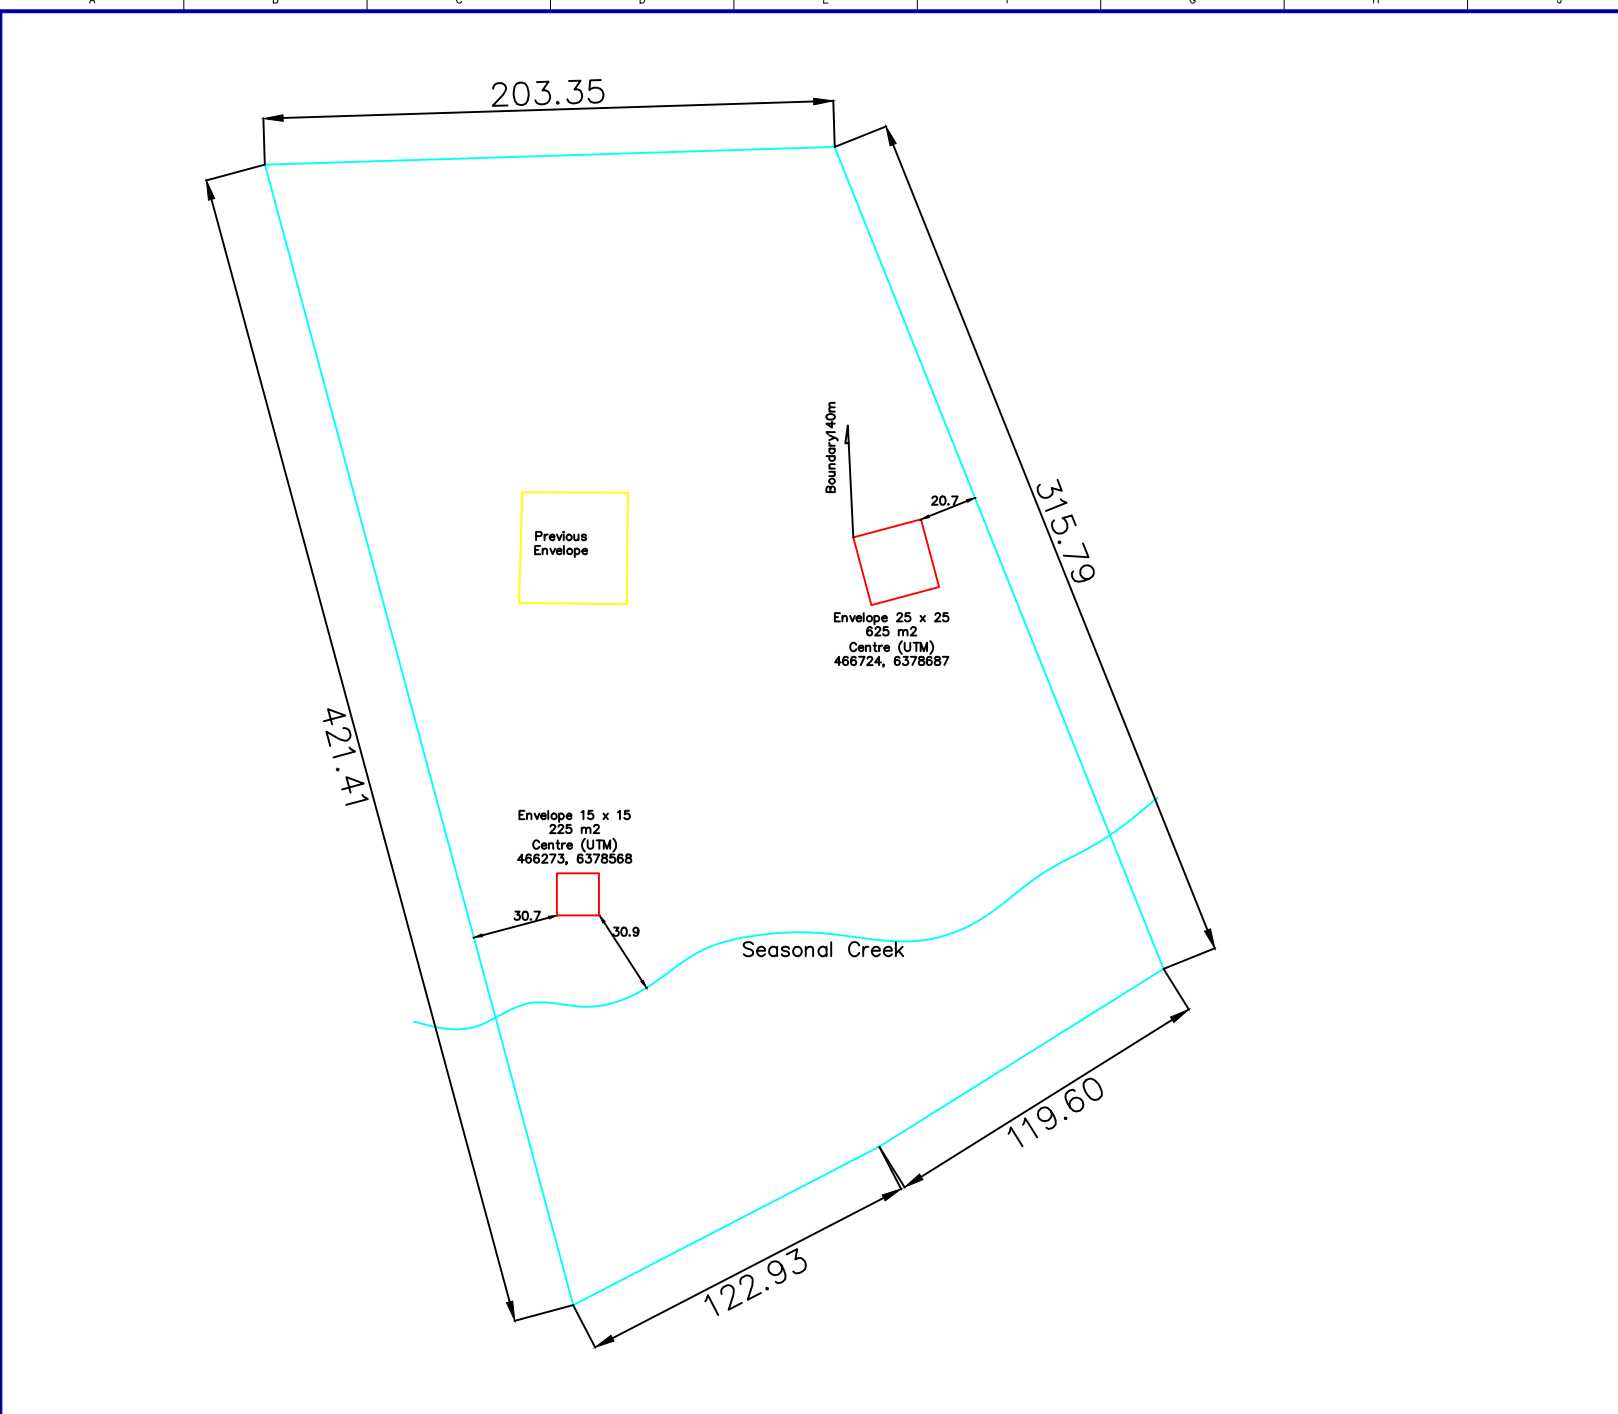 203.35
Boundary140m
20.7
315.79
Previous
Envelope
Envelope 25 x 25
625 m2
Centre (UTM)
466724, 6378687
421.41
Envelope 15 x 15
225 m2
Centre (UTM)
466273, 6378568
30.7
30.9
Seasonal Creek
119.60
122.93